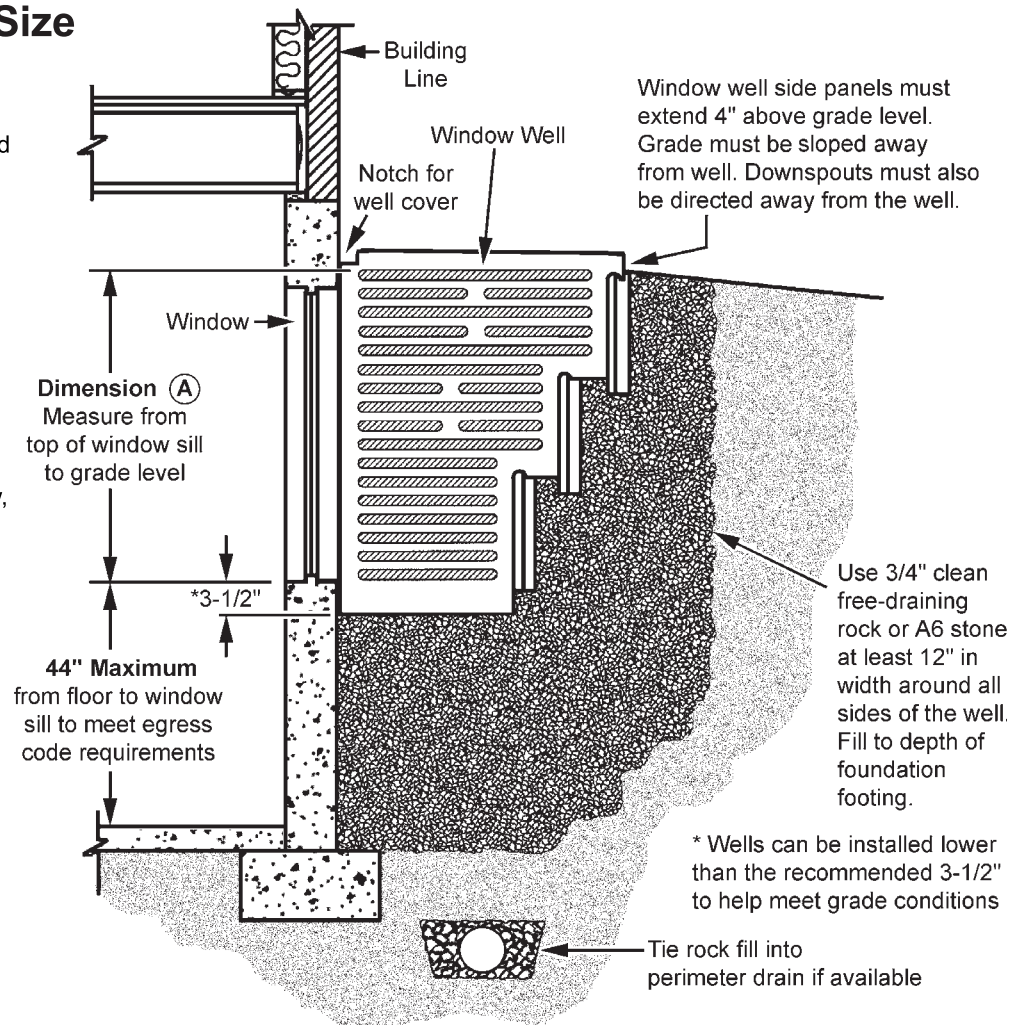 Size
Building
Line
d
Window well side panels must
extend 4" above grade level.
Grade must be sloped away
from well. Downspouts must also
be directed away from the well.
Window Well
Notch for
well cover
Window
Dimension A
Measure from
top of window sill
to grade level
,
*3-1/2"
44" Maximum
from floor to window
sill to meet egress
code requirements
Use 3/4" clean
free-draining
rock or A6 stone
at least 12" in
width around all
sides of the well.
Fill to depth of
foundation
footing.
* Wells can be installed lower
than the recommended 3-1/2"
to help meet grade conditions
Tie rock fill into
perimeter drain if available